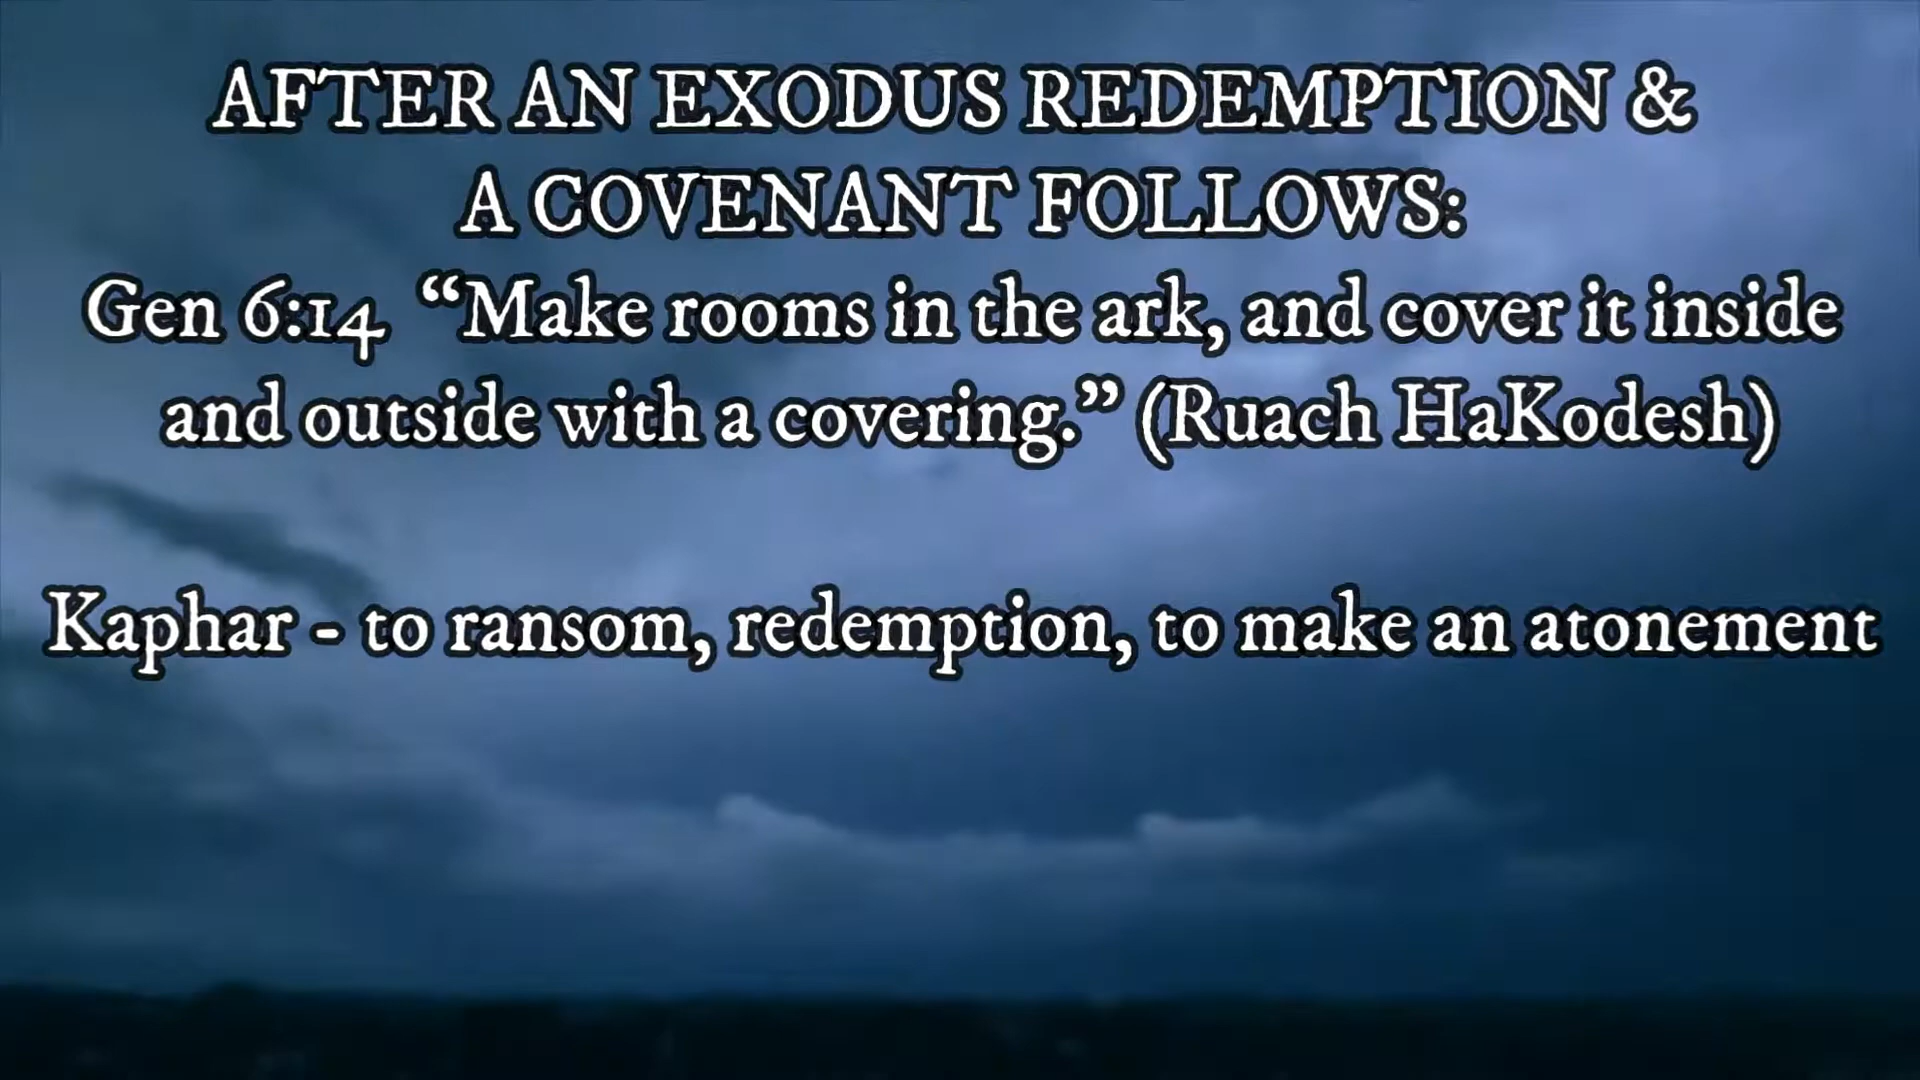 AFTER AN EXODUS REDEMPTION &
A COVENANT FOLLOWS:
Gen 6:14 “Make rooms in the ark, and cover it inside
and outside with a covering.” (Ruach HaKodesh)
Kaphar - to ransom, redemption, to make an atonement